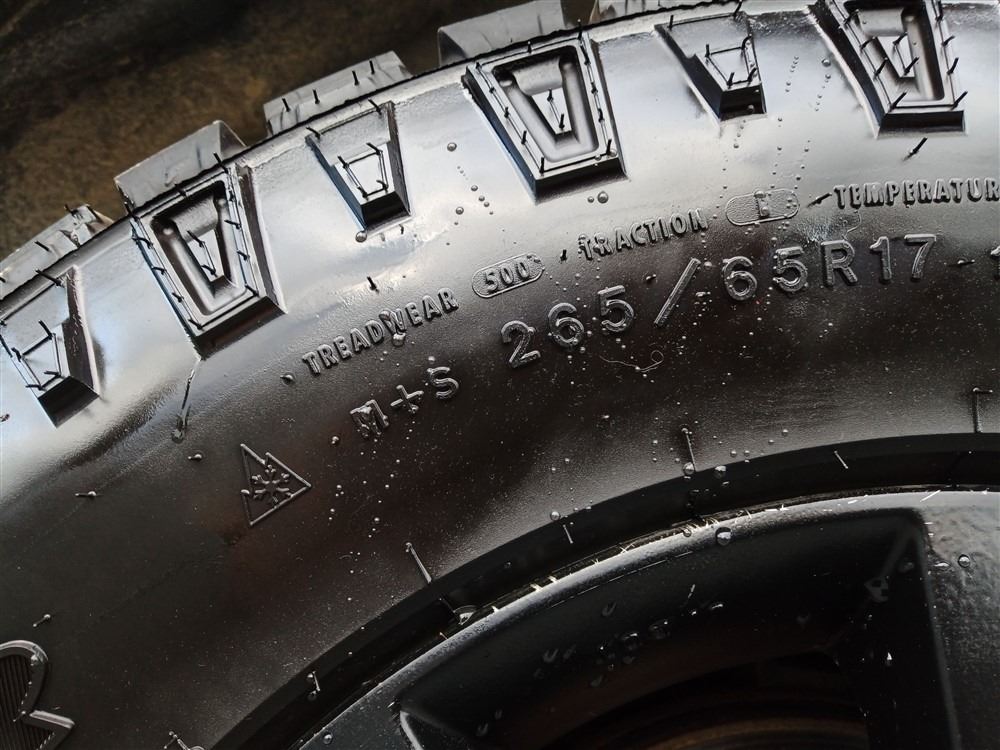 TREADWEAR 500 TRACTION B TEMPERATUR
M+S 265/65R17